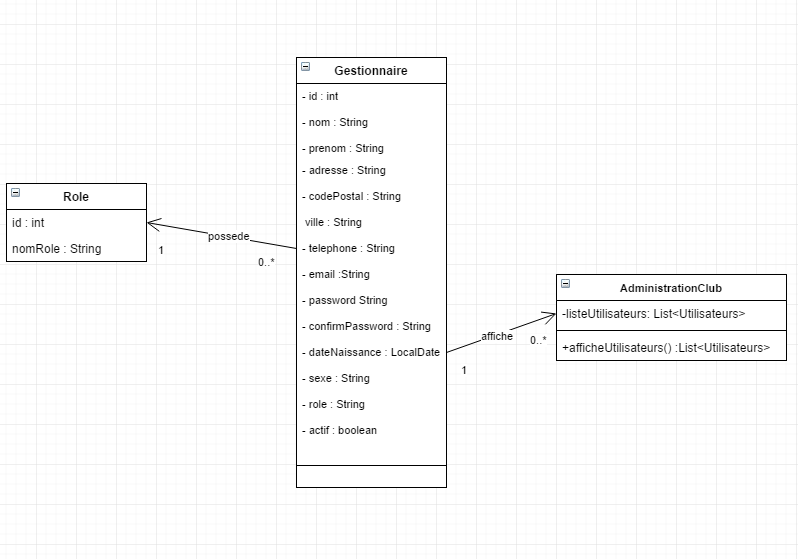 Role
id : int
nomRole : String
possede
1
0..*
Gestionnaire
- id : int
- nom : String
- prenom : String
- adresse : String
- codePostal : String
ville : String
- telephone : String
- email :String
- password String
- confirmPassword : String
- dateNaissance : LocalDate
- sexe : String
- role : String
- actif : boolean
affiche
1
0..*
AdministrationClub
-listeUtilisateurs: List<Utilisateurs>
+afficheUtilisateurs() :List<Utilisateurs>